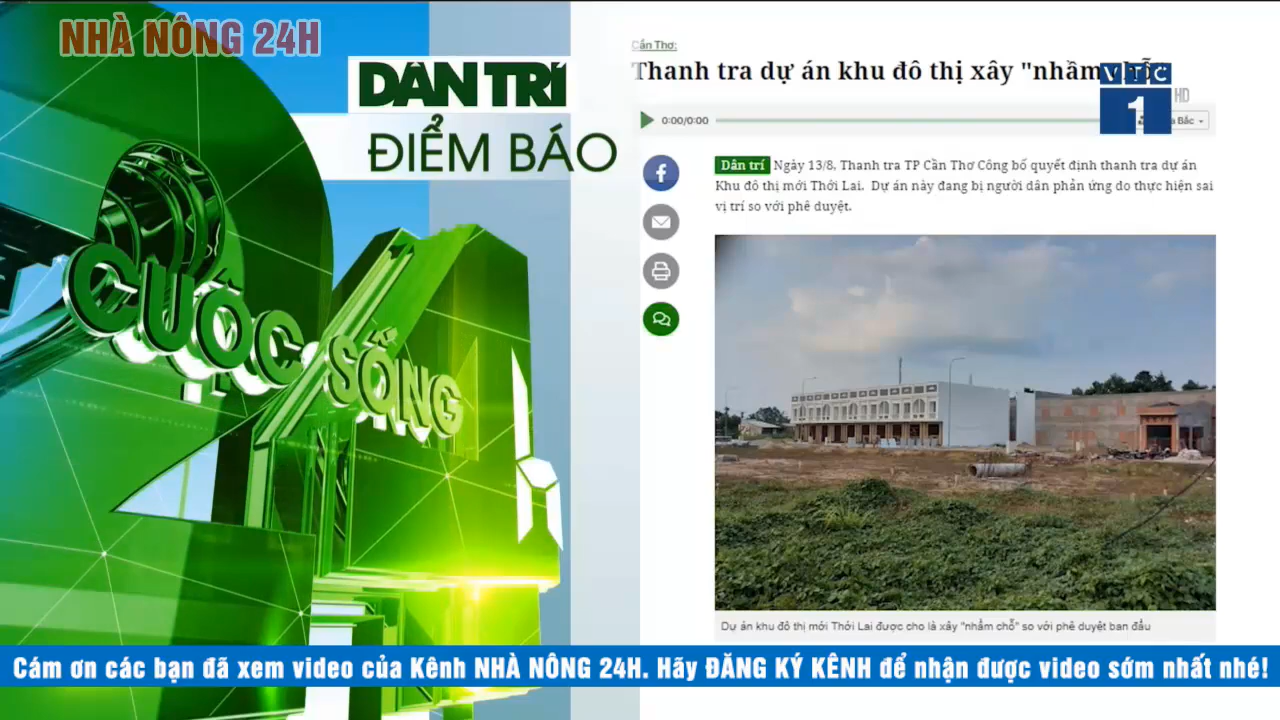 NHÀ NÔNG 24H
DÂN TRÍ
ĐIỂM BÁO
CUỘC SỐNG
24h
Cần Thơ:
Thanh tra dự án khu đô thị xây "nhầm chỗ"
VTC
1
HD
0:00/0:00
Bắc
Dân trí Ngày 13/8, Thanh tra TP Cần Thơ Công bố quyết định thanh tra dự án
Khu đô thị mới Thới Lai. Dự án này đang bị người dân phản ứng do thực hiện sai
vị trí so với phê duyệt.
Dự án khu đô thị mới Thới Lai được cho là xây "nhầm chỗ" so với phê duyệt ban đầu
Cám ơn các bạn đã xem video của Kênh NHÀ NÔNG 24H. Hãy ĐĂNG KÝ KÊNH để nhận được video sớm nhất nhé!